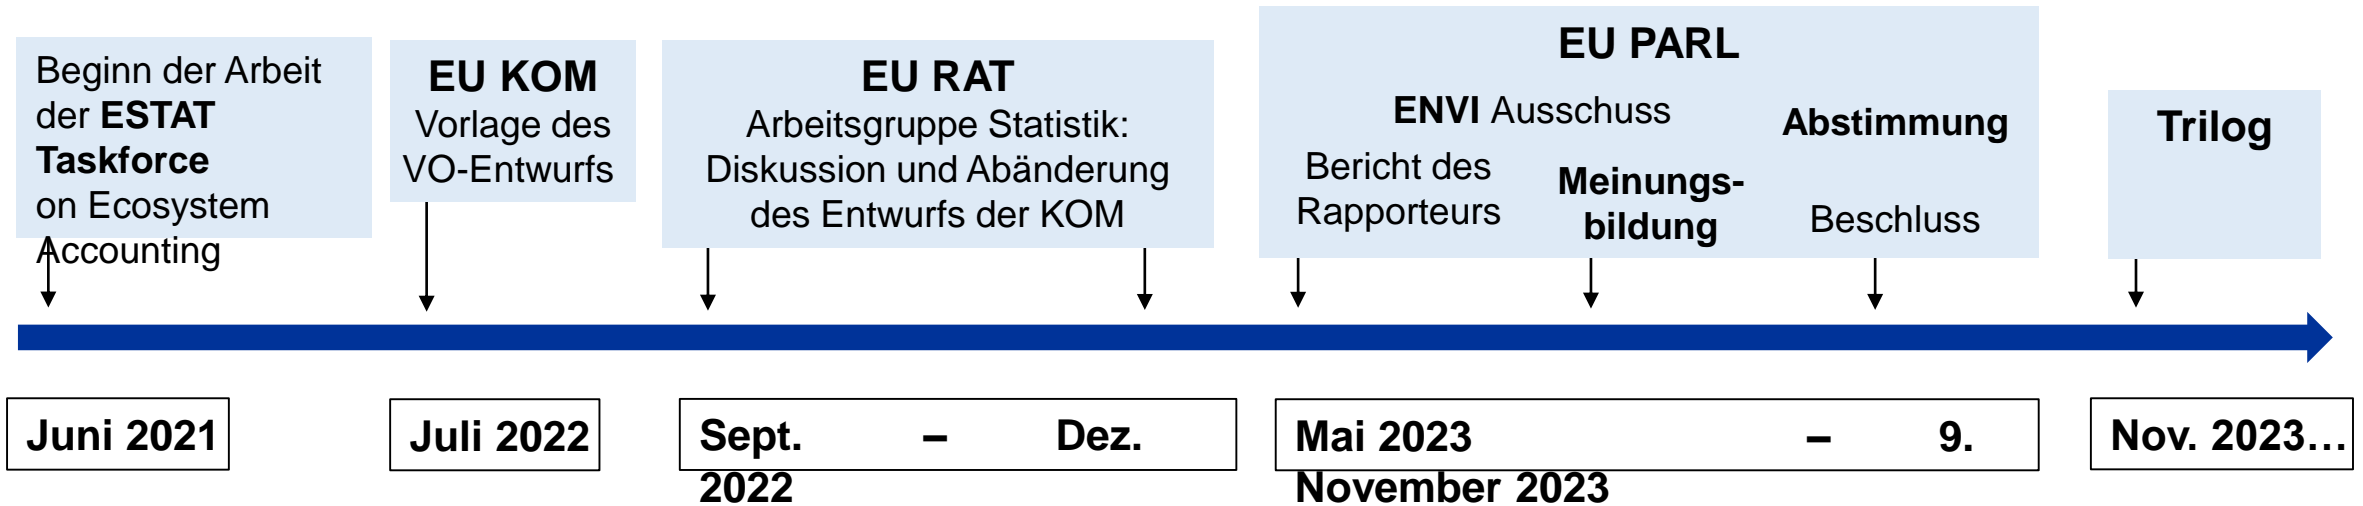 Beginn der Arbeit
der ESTAT
Taskforce
on Ecosystem
Accounting
EU KOM
Vorlage des
VO-Entwurfs
EU RAT
Arbeitsgruppe Statistik:
Diskussion und Abänderung
des Entwurfs der KOM
EU PARL
ENVI Ausschuss
Bericht des
Rapporteurs
Meinungs-
bildung
Abstimmung
Beschluss
Trilog
Juni 2021
Juli 2022
Sept. – Dez.
2022
Mai 2023 – 9.
November 2023
Nov. 2023…